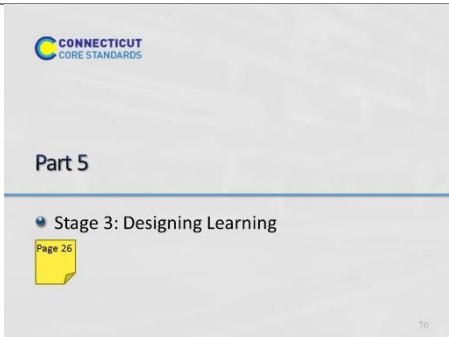 CONNECTICUT
CORE STANDARDS
Part 5
Stage 3: Designing Learning
Page 26
70